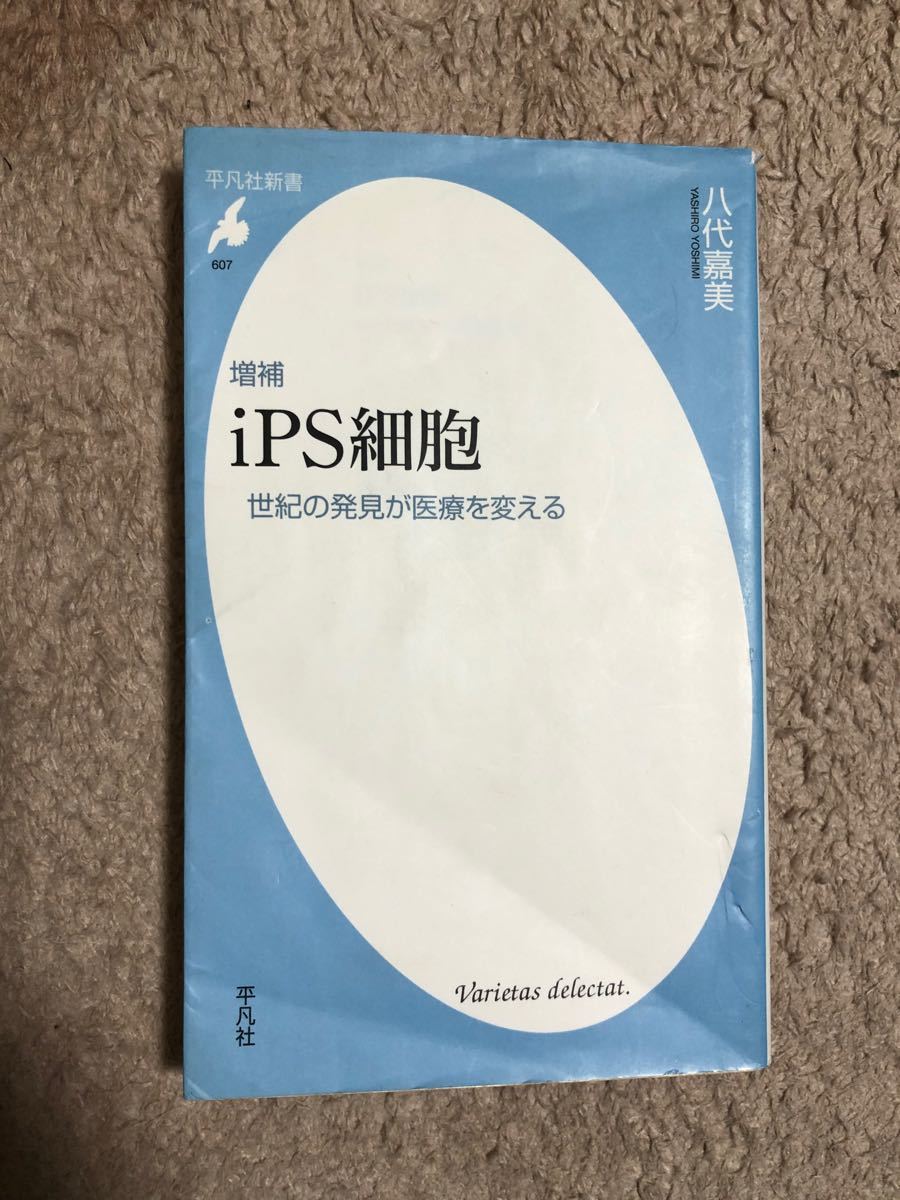 平凡社新書
607
八代嘉美
YASHIRO YOSHIMI
増補
iPS細胞
世紀の発見が医療を変える
Varietas delectat.
平凡社